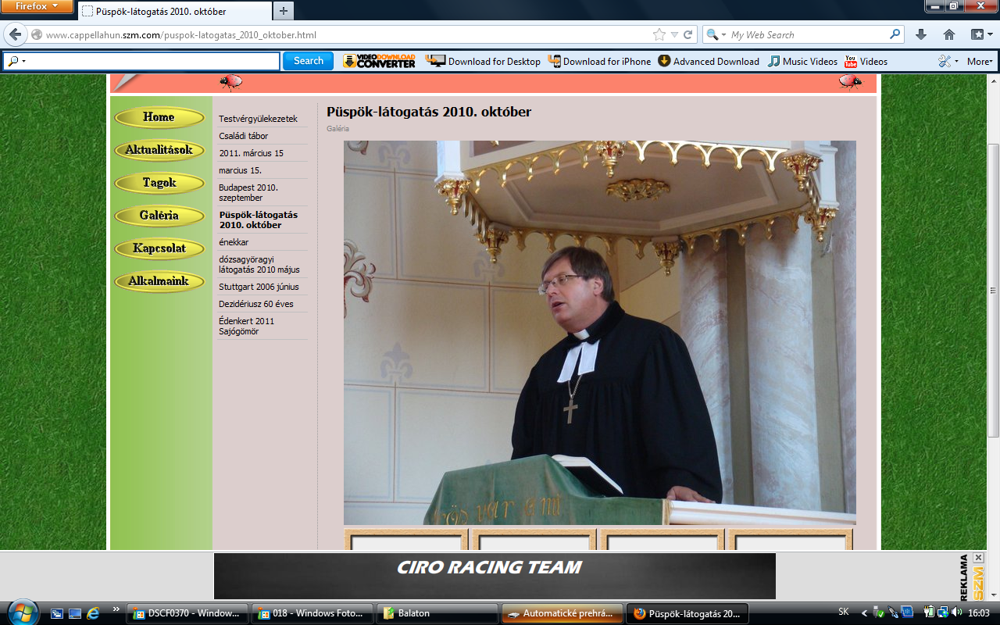 Firefox
Püspök-látogatás 2010. október
www.cappellahun.szm.com/puspok-latogatas_2010_oktober.html
My Web Search
Search
VIDEO DOWNLOAD CONVERTER
Download for Desktop
Download for iPhone
Advanced Download
Music Videos
You Tube
Videos
More
Home
Aktualitások
Tagok
Galéria
Kapcsolat
Alkalmaink
Testvérgyülekezetek
Családi tábor
2011. március 15
marcius 15.
Budapest 2010.
szeptember
Püspök-látogatás
2010. október
énekkar
dózsagyöragyi
látogatás 2010 május
Stuttgart 2006 június
Dezidériusz 60 éves
Édenkert 2011
Sajógömör
Püspök-látogatás 2010. október
Galéria
vár a mi
CIRO RACING TEAM
REKLAMA
SZM
DSCF0370 - Window...
018 - Windows Foto...
Balaton
Automatické prehrá...
Püspök-látogatás 20...
SK
16:03